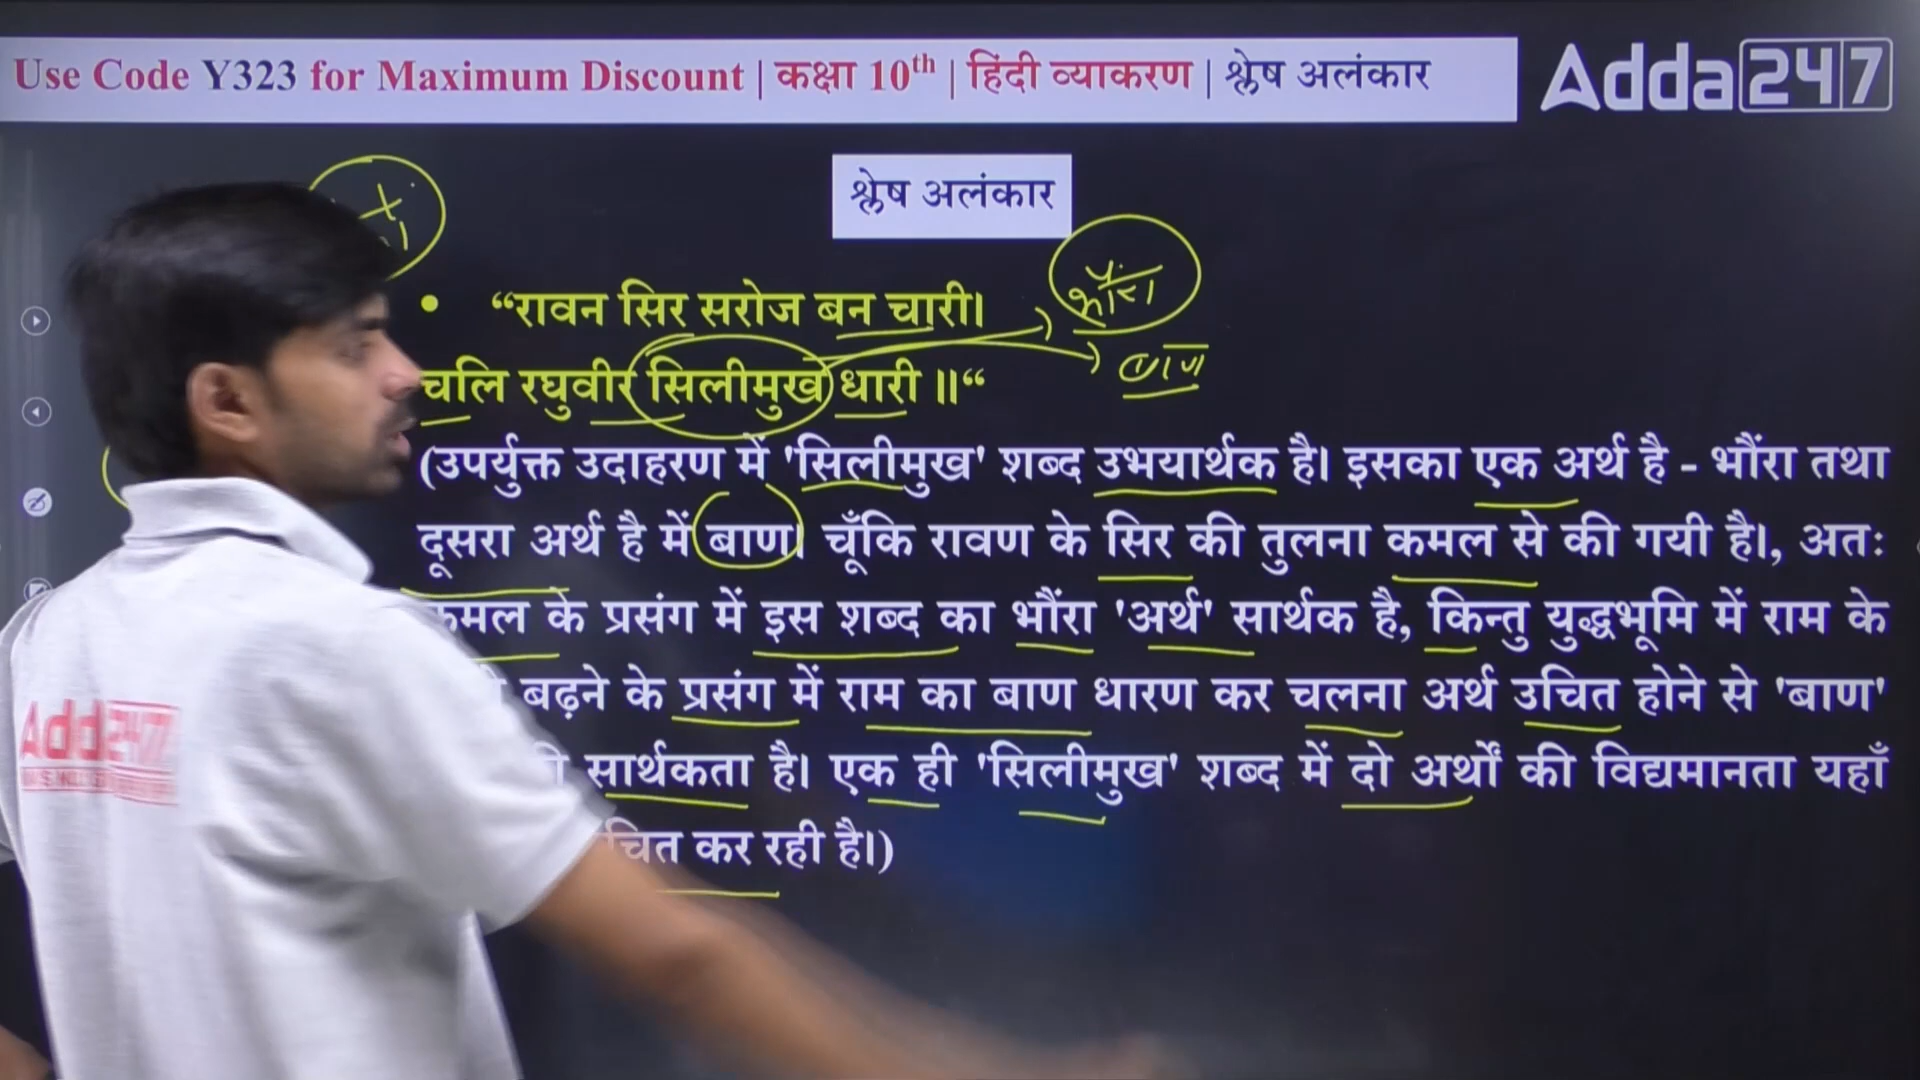 Use Code Y323 for Maximum Discount | कक्षा 10th | हिंदी व्याकरण | श्लेष अलंकार
Adda247
श्लेष अलंकार
• “रावन सिर सरोज बन चारी।
भौंरा
चलि रघुवीर सिलीमुख धारी ॥“
बाण
(उपर्युक्त उदाहरण में 'सिलीमुख' शब्द उभयार्थक है। इसका एक अर्थ है - भौंरा तथा
दूसरा अर्थ है में बाण। चूँकि रावण के सिर की तुलना कमल से की गयी है।, अतः
कमल के प्रसंग में इस शब्द का भौंरा 'अर्थ' सार्थक है, किन्तु युद्धभूमि में राम के
बढ़ने के प्रसंग में राम का बाण धारण कर चलना अर्थ उचित होने से 'बाण'
सार्थकता है। एक ही 'सिलीमुख' शब्द में दो अर्थों की विद्यमानता यहाँ
कर रही है।)
Adda247